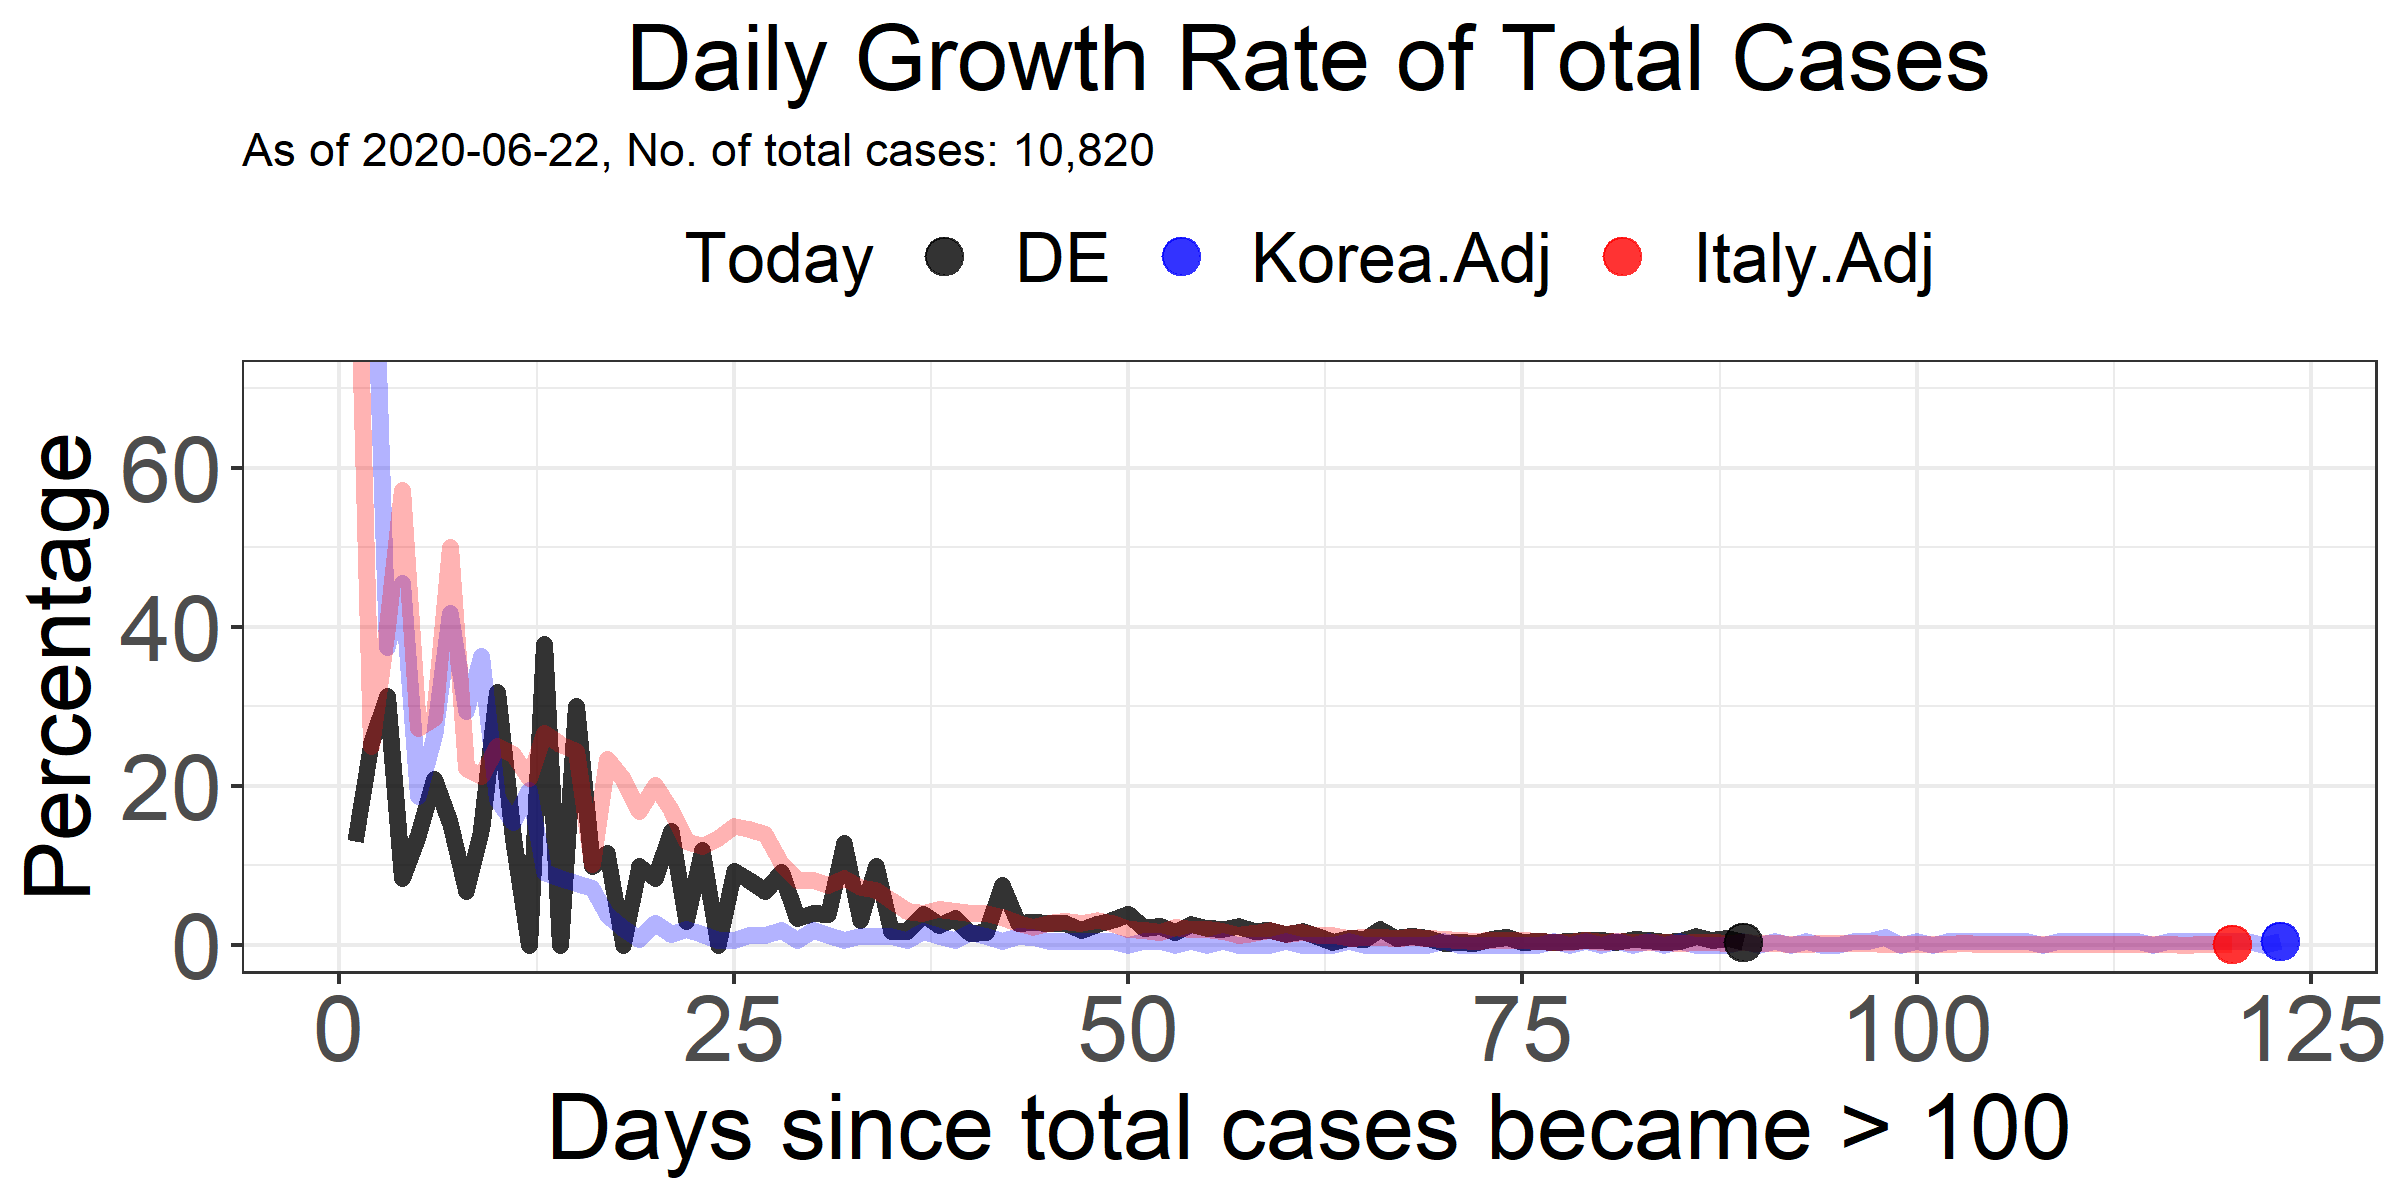 Daily Growth Rate of Total Cases
As of 2020-06-22, No. of total cases: 10,820
Today DE Korea.Adj Italy.Adj
Percentage
60
40
20
0
0 25 50 75 100 125
Days since total cases became > 100